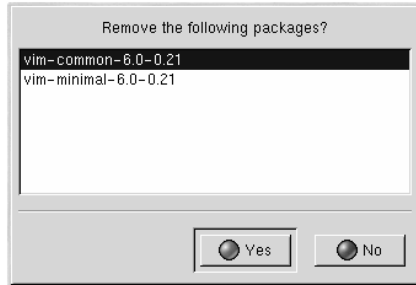 Remove the following packages?
vim-common-6.0-0.21
vim-minimal-6.0-0.21
Yes
No